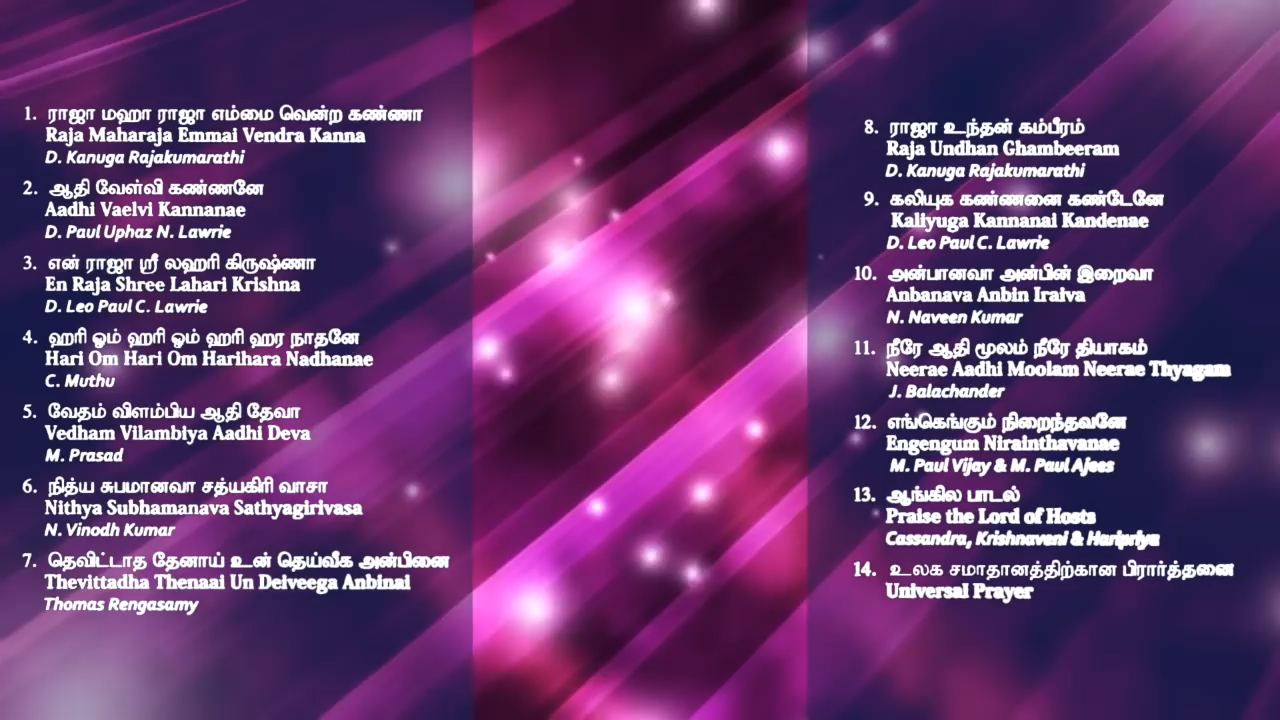 1. ராஜா மஹா ராஜா எம்மை வென்ற கண்ணா
Raja Maharaja Emmai Vendra Kanna
D. Kanuga Rajakumarathi
2. ஆதி வேள்வி கண்ணனே
Aadhi Vaelvi Kannanae
D. Paul Uphaz N. Lawrie
3. என் ராஜா ஸ்ரீ லஹரி கிருஷ்ணா
En Raja Shree Lahari Krishna
D. Leo Paul C. Lawrie
4. ஹரி ஓம் ஹரி ஓம் ஹரி ஹர நாதனே
Hari Om Hari Om Harihara Nadhanae
C. Muthu
5. வேதம் விளம்பிய ஆதி தேவா
Vedham Vilambiya Aadhi Deva
M. Prasad
6. நித்ய சுபமானவா சத்யகிரி வாசா
Nithya Subhamanava Sathyagirivasa
N. Vinodh Kumar
7. தெவிட்டாத தேனாய் உன் தெய்வீக அன்பினை
Thevittadha Thenaai Un Deiveega Anbinai
Thomas Rengasamy
8. ராஜா உந்தன் கம்பீரம்
Raja Undhan Ghambeeram
D. Kanuga Rajakumarathi
9. கலியுக கண்ணனை கண்டேனே
Kaliyuga Kannanai Kandenae
D. Leo Paul C. Lawrie
10. அன்பானவா அன்பின் இறைவா
Anbanava Anbin Iraiva
N. Naveen Kumar
11. நீரே ஆதி மூலம் நீரே தியாகம்
Neerae Aadhi Moolam Neerae Thyagam
J. Balachander
12. எங்கெங்கும் நிறைந்தவனே
Engengum Nirainthavanae
M. Paul Vijay & M. Paul Ajees
13. ஆங்கில பாடல்
Praise the Lord of Hosts
Cassandra, Krishnaveni & Haripriya
14. உலக சமாதானத்திற்கான பிரார்த்தனை
Universal Prayer